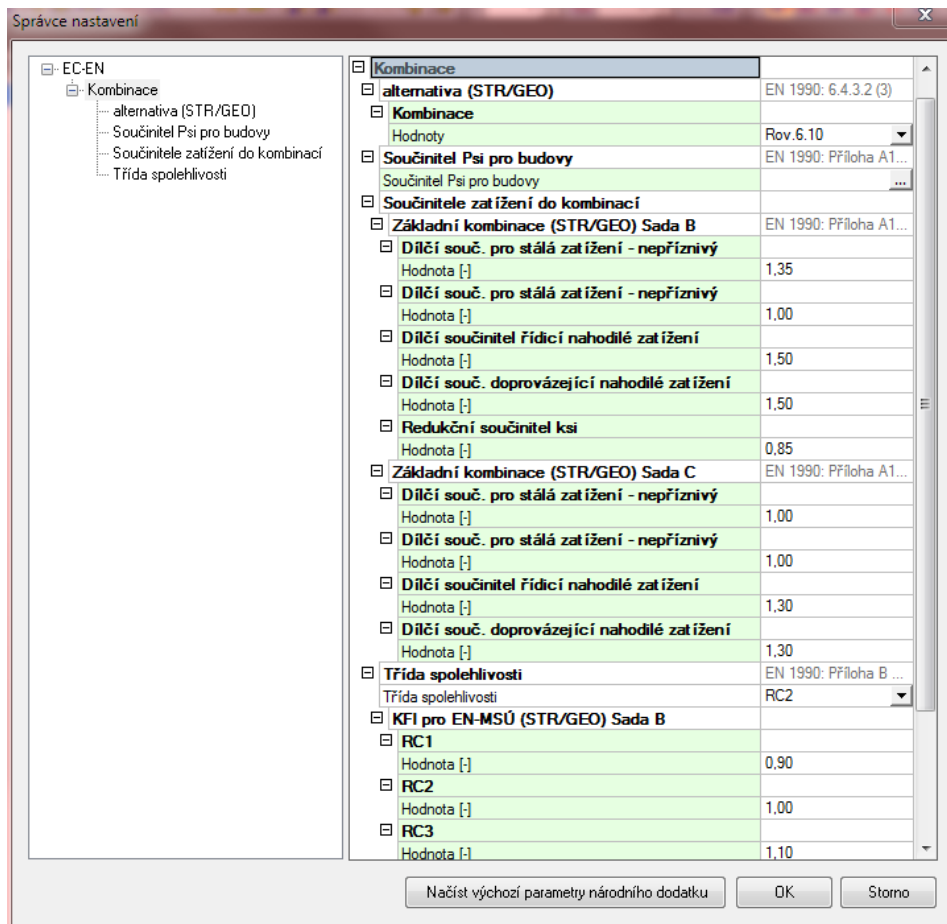 Správce nastavení
EC-EN
Kombinace
alternativa (STR/GEO)
Součinitel Psi pro budovy
Součinitele zatížení do kombinací
Třída spolehlivosti
Kombinace
alternativa (STR/GEO) EN 1990: 6.4.3.2 (3)
Kombinace
Hodnoty Rov.6.10
Součinitel Psi pro budovy EN 1990: Příloha A1...
Součinitel Psi pro budovy ...
Součinitele zatížení do kombinací
Základní kombinace (STR/GEO) Sada B EN 1990: Příloha A1...
Dílčí souč. pro stálá zatížení - nepříznivý
Hodnota [-] 1,35
Dílčí souč. pro stálá zatížení - nepříznivý
Hodnota [-] 1,00
Dílčí součinitel řídicí nahodilé zatížení
Hodnota [-] 1,50
Dílčí souč. doprovázející nahodilé zatížení
Hodnota [-] 1,50
Redukční součinitel ksi
Hodnota [-] 0,85
Základní kombinace (STR/GEO) Sada C EN 1990: Příloha A1...
Dílčí souč. pro stálá zatížení - nepříznivý
Hodnota [-] 1,00
Dílčí souč. pro stálá zatížení - nepříznivý
Hodnota [-] 1,00
Dílčí součinitel řídicí nahodilé zatížení
Hodnota [-] 1,30
Dílčí souč. doprovázející nahodilé zatížení
Hodnota [-] 1,30
Třída spolehlivosti EN 1990: Příloha B ...
Třída spolehlivosti RC2
KFI pro EN-MSÚ (STR/GEO) Sada B
RC1
Hodnota [-] 0,90
RC2
Hodnota [-] 1,00
RC3
Hodnota [-] 1,10
Načíst výchozí parametry národního dodatku OK Storno